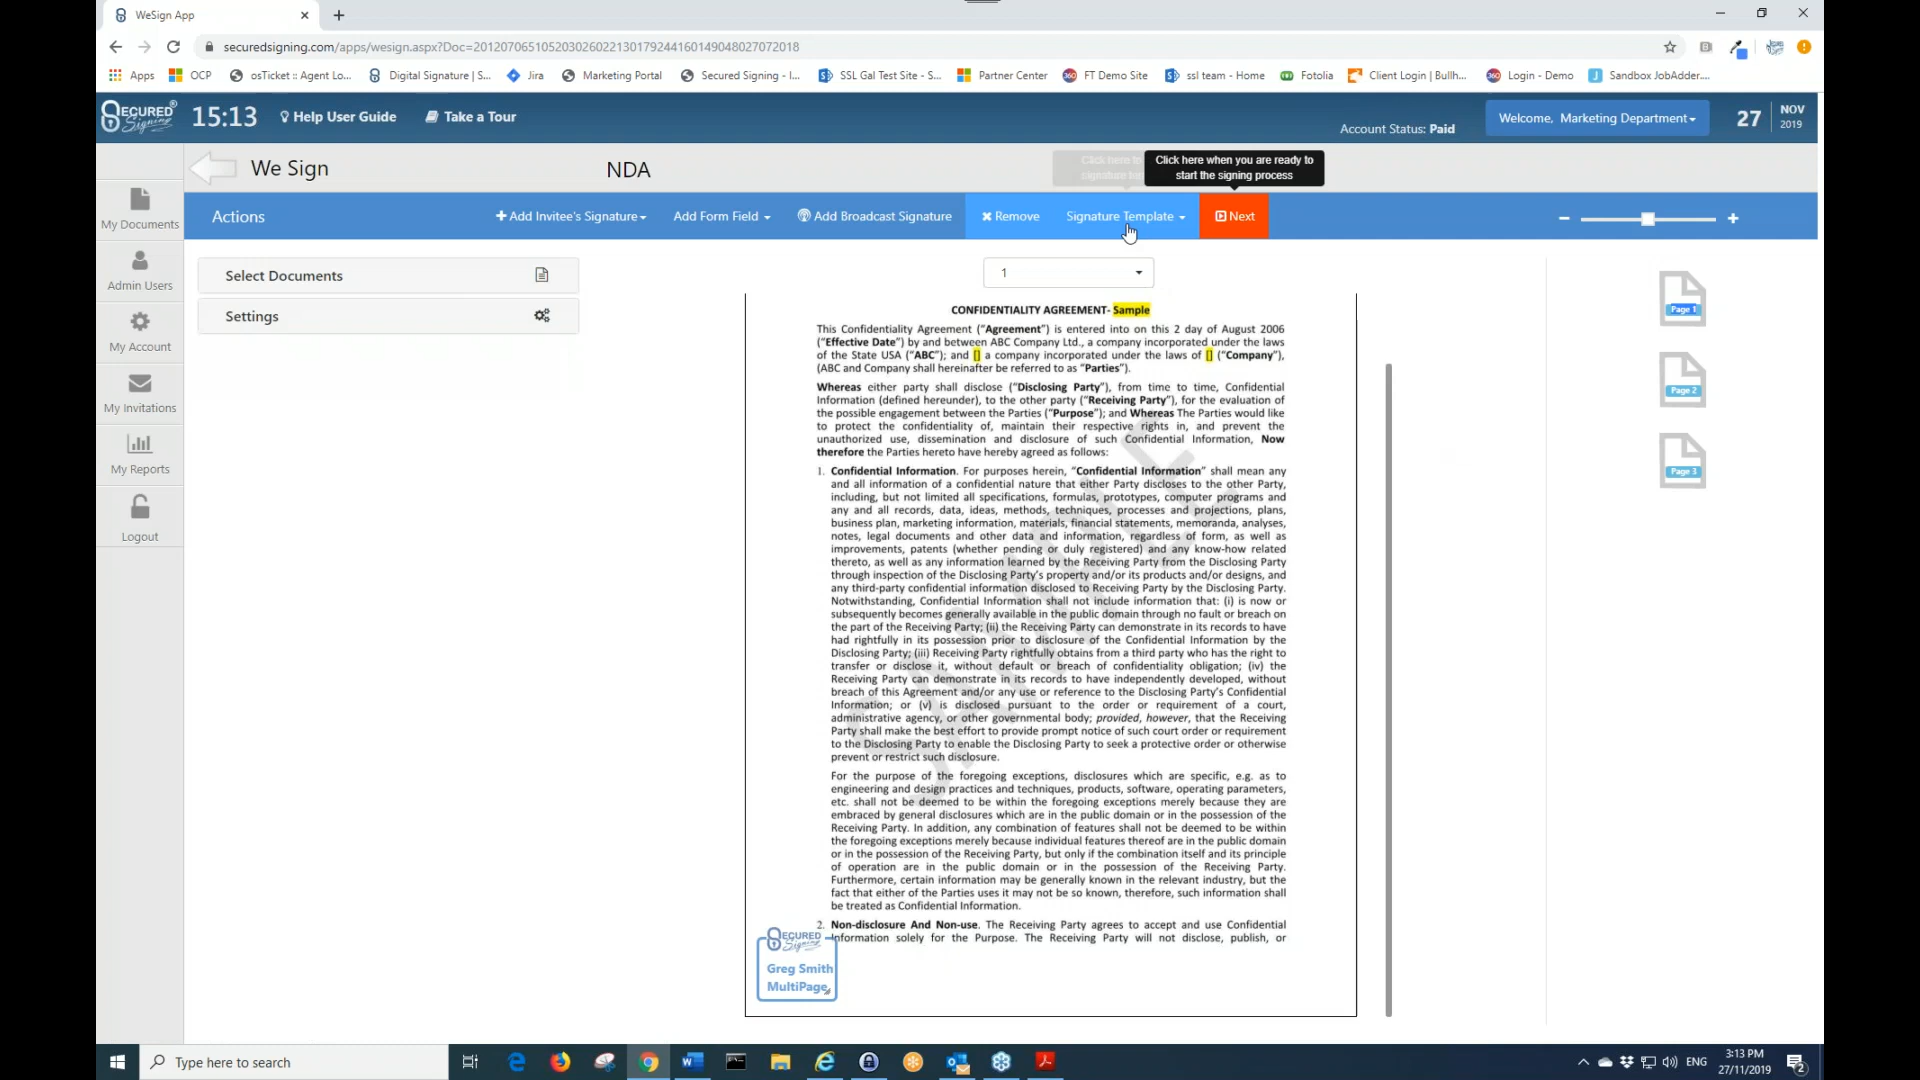 WeSign App
securedsigning.com/apps/wesign.aspx?Doc=201207065105203026022130179244160149048027072018
Apps
OCP
osTicket :: Agent Lo...
Digital Signature | S...
Jira
Marketing Portal
Secured Signing - I...
SSL Gal Test Site - S...
Partner Center
FT Demo Site
ssl team - Home
Fotolia
Client Login | Bullh...
Login - Demo
Sandbox JobAdder....
SECURED Signing
15:13
Help User Guide
Take a Tour
Account Status: Paid
Welcome, Marketing Department
27
NOV
2019
We Sign
NDA
Click here when you are ready to
start the signing process
Actions
Add Invitee's Signature
Add Form Field
Add Broadcast Signature
Remove
Signature Template
Next
My Documents
Admin Users
My Account
My Invitations
My Reports
Logout
Select Documents
Settings
1
CONFIDENTIALITY AGREEMENT- Sample
This Confidentiality Agreement (“Agreement”) is entered into on this 2 day of August 2006
(“Effective Date”) by and between ABC Company Ltd., a company incorporated under the laws
of the State USA (“ABC”); and [] a company incorporated under the laws of [] (“Company”),
(ABC and Company shall hereinafter be referred to as “Parties”).
Whereas either party shall disclose (“Disclosing Party”), from time to time, Confidential
Information (defined hereunder), to the other party (“Receiving Party”), for the evaluation of
the possible engagement between the Parties (“Purpose”); and Whereas The Parties would like
to protect the confidentiality of, maintain their respective rights in, and prevent the
unauthorized use, dissemination and disclosure of such Confidential Information, Now
therefore the Parties hereto have hereby agreed as follows:
1. Confidential Information. For purposes herein, “Confidential Information” shall mean any
and all information of a confidential nature that either Party discloses to the other Party,
including, but not limited all specifications, formulas, prototypes, computer programs and
any and all records, data, ideas, methods, techniques, processes and projections, plans,
business plan, marketing information, materials, financial statements, memoranda, analyses,
notes, legal documents and other data and information, regardless of form, as well as
improvements, patents (whether pending or duly registered) and any know-how related
thereto, as well as any information learned by the Receiving Party from the Disclosing Party
through inspection of the Disclosing Party’s property and/or its products and/or designs, and
any third-party confidential information disclosed to Receiving Party by the Disclosing Party.
Notwithstanding, Confidential Information shall not include information that: (i) is now or
subsequently becomes generally available in the public domain through no fault or breach on
the part of the Receiving Party; (ii) the Receiving Party can demonstrate in its records to have
had rightfully in its possession prior to disclosure of the Confidential Information by the
Disclosing Party; (iii) Receiving Party rightfully obtains from a third party who has the right to
transfer or disclose it, without default or breach of confidentiality obligation; (iv) the
Receiving Party can demonstrate in its records to have independently developed, without
breach of this Agreement and/or any use or reference to the Disclosing Party’s Confidential
Information; or (v) is disclosed pursuant to the order or requirement of a court,
administrative agency, or other governmental body; provided, however, that the Receiving
Party shall make the best effort to provide prompt notice of such court order or requirement
to the Disclosing Party to enable the Disclosing Party to seek a protective order or otherwise
prevent or restrict such disclosure.
For the purpose of the foregoing exceptions, disclosures which are specific, e.g. as to
engineering and design practices and techniques, products, software, operating parameters,
etc. shall not be deemed to be within the foregoing exceptions merely because they are
embraced by general disclosures which are in the public domain or in the possession of the
Receiving Party. In addition, any combination of features shall not be deemed to be within
the foregoing exceptions merely because individual features thereof are in the public domain
or in the possession of the Receiving Party, but only if the combination itself and its principle
of operation are in the public domain or in the possession of the Receiving Party.
Furthermore, certain information may be generally known in the relevant industry, but the
fact that either of the Parties uses it may not be so known, therefore, such information shall
be treated as Confidential Information.
2. Non-disclosure And Non-use. The Receiving Party agrees to accept and use Confidential
Information solely for the Purpose. The Receiving Party will not disclose, publish, or
SAMPLE
SECURED Signing
Greg Smith
MultiPage
Page 1
Page 2
Page 3
Type here to search
ENG
3:13 PM
27/11/2019
2